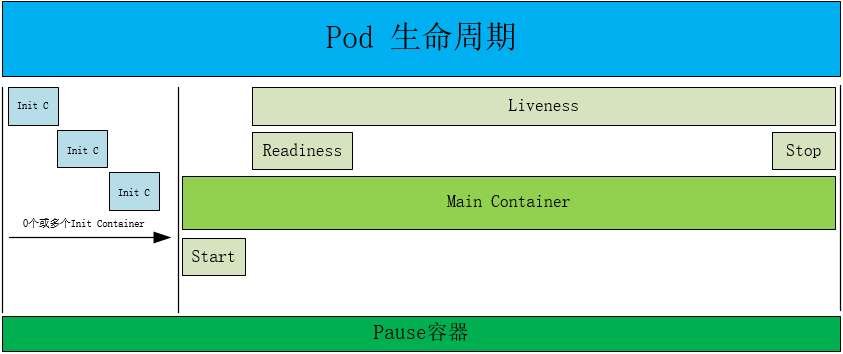 Pod 生命周期
Init C
Liveness
Init C
Readiness
Stop
Init C
Main Container
0个或多个Init Container
Start
Pause容器